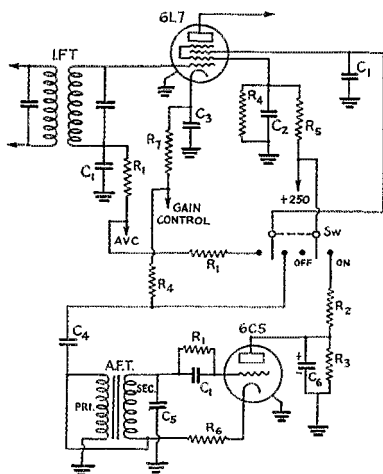 6L7
I.F.T
C1
C3
R4
C2
R5
R7
C1
R1
+250
GAIN
CONTROL
AVC
SW
R1
OFF
ON
R4
R2
C4
6C5
R1
A.F.T.
PRI.
SEC.
C1
C5
C6
R3
R6